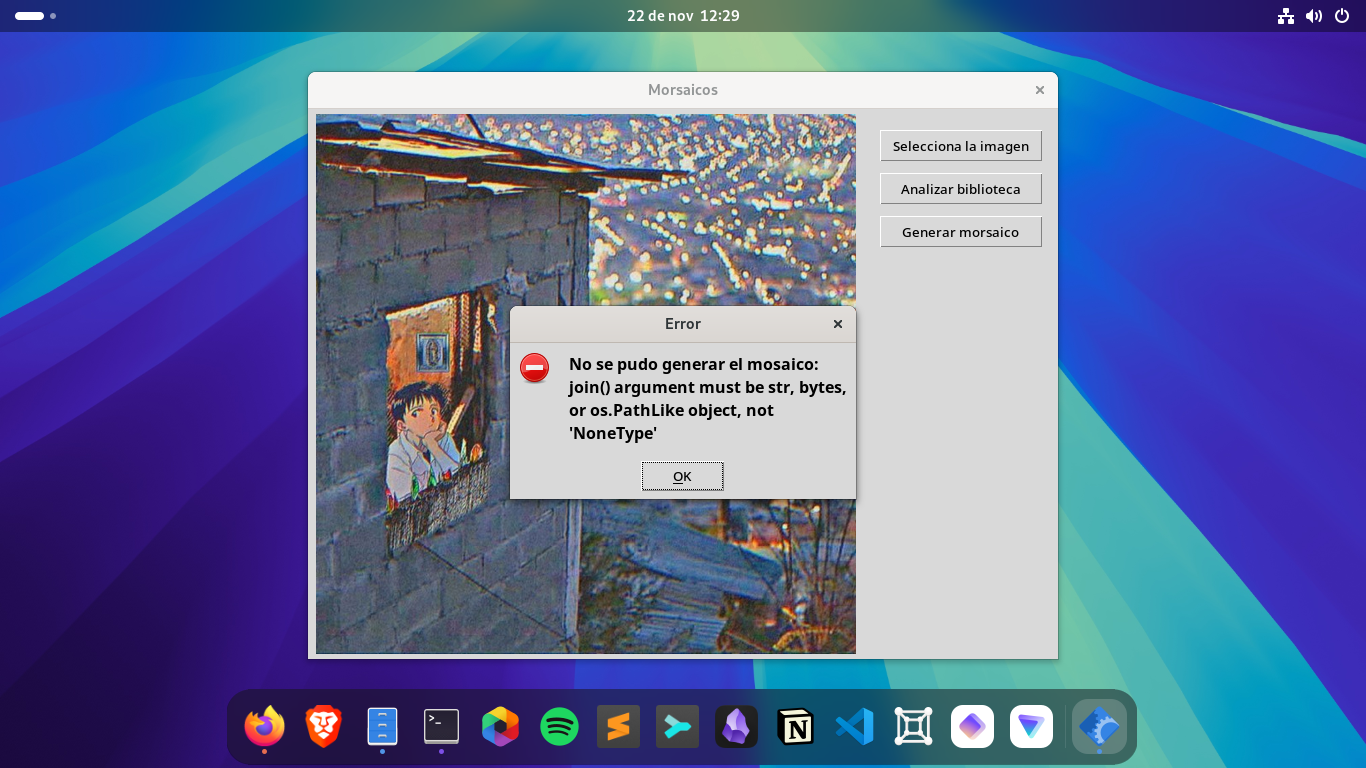 22 de nov 12:29
Morsaicos
Selecciona la imagen
Analizar biblioteca
Generar morsaico
Error
No se pudo generar el mosaico:
join() argument must be str, bytes,
or os.PathLike object, not
'NoneType'
OK
>_
N